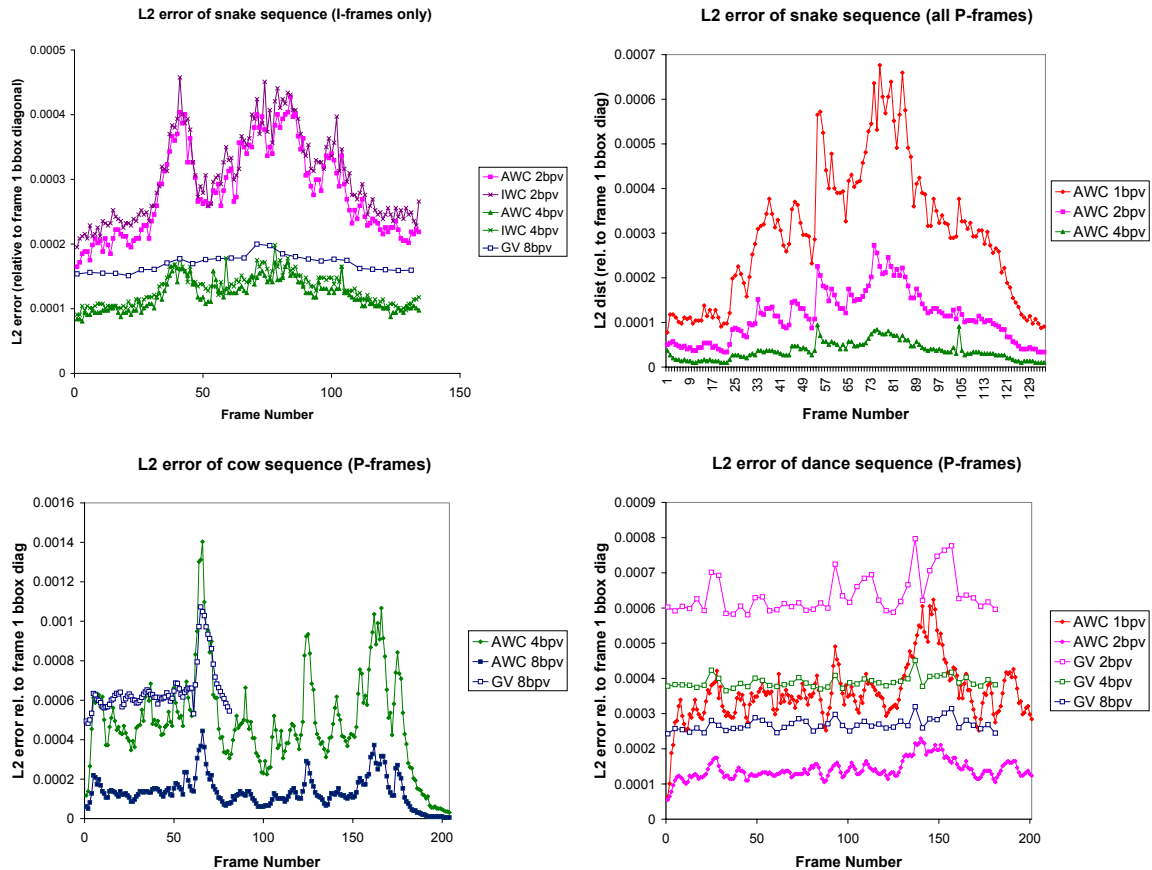 L2 error of snake sequence (I-frames only)
0.0005
0.0004
0.0003
0.0002
0.0001
0
L2 error (relative to frame 1 bbox diagonal)
0 50 100 150
Frame Number
AWC 2bpv
IWC 2bpv
AWC 4bpv
IWC 4bpv
GV 8bpv
L2 error of snake sequence (all P-frames)
0.0007
0.0006
0.0005
0.0004
0.0003
0.0002
0.0001
0
L2 dist (rel. to frame 1 bbox diag)
1 9 17 25 33 41 49 57 65 73 81 89 97 105 113 121 129
Frame Number
AWC 1bpv
AWC 2bpv
AWC 4bpv
L2 error of cow sequence (P-frames)
0.0016
0.0014
0.0012
0.001
0.0008
0.0006
0.0004
0.0002
0
L2 error rel. to frame 1 bbox diag
0 50 100 150 200
Frame Number
AWC 4bpv
AWC 8bpv
GV 8bpv
L2 error of dance sequence (P-frames)
0.0009
0.0008
0.0007
0.0006
0.0005
0.0004
0.0003
0.0002
0.0001
0
L2 error rel. to frame 1 bbox diag
0 50 100 150 200
Frame Number
AWC 1bpv
AWC 2bpv
GV 2bpv
GV 4bpv
GV 8bpv